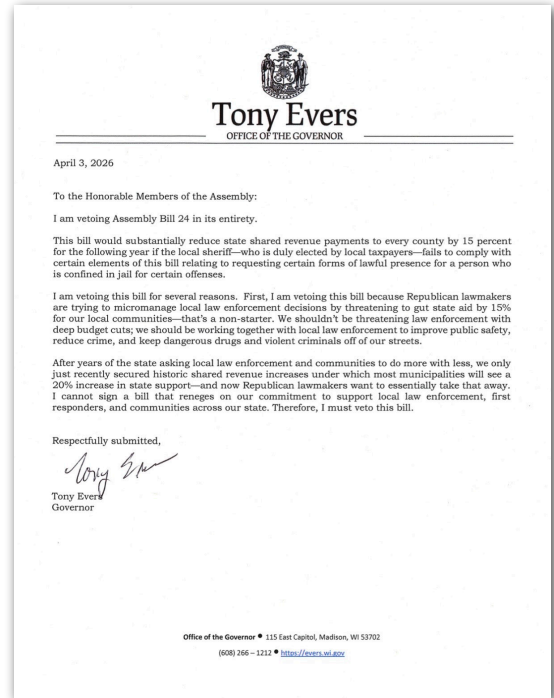 Tony Evers
OFFICE OF THE GOVERNOR
April 3, 2026
To the Honorable Members of the Assembly:
I am vetoing Assembly Bill 24 in its entirety.
This bill would substantially reduce state shared revenue payments to every county by 15 percent
for the following year if the local sheriff—who is duly elected by local taxpayers—fails to comply with
certain elements of this bill relating to requesting certain forms of lawful presence for a person who
is confined in jail for certain offenses.
I am vetoing this bill for several reasons. First, I am vetoing this bill because Republican lawmakers
are trying to micromanage local law enforcement decisions by threatening to gut state aid by 15%
for our local communities—that's a non-starter. We shouldn't be threatening law enforcement with
deep budget cuts; we should be working together with local law enforcement to improve public safety,
reduce crime, and keep dangerous drugs and violent criminals off of our streets.
After years of the state asking local law enforcement and communities to do more with less, we only
just recently secured historic shared revenue increases under which most municipalities will see a
20% increase in state support—and now Republican lawmakers want to essentially take that away.
I cannot sign a bill that reneges on our commitment to support local law enforcement, first
responders, and communities across our state. Therefore, I must veto this bill.
Respectfully submitted,
Tony Evers
Tony Evers
Governor
Office of the Governor ● 115 East Capitol, Madison, WI 53702
(608) 266 – 1212 ● https://evers.wi.gov